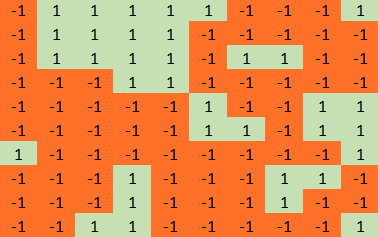 -1 1 1 1 1 1 -1 -1 -1 1
-1 1 1 1 1 -1 -1 -1 -1 -1
-1 1 1 1 1 -1 1 1 -1 -1
-1 -1 -1 1 1 -1 -1 -1 -1 -1
-1 -1 -1 -1 -1 1 -1 -1 1 1
-1 -1 -1 -1 -1 1 1 -1 1 1
1 -1 -1 -1 -1 -1 -1 -1 -1 1
-1 -1 -1 1 -1 -1 -1 1 1 -1
-1 -1 -1 1 -1 -1 -1 1 -1 -1
-1 -1 1 1 -1 -1 -1 -1 -1 1